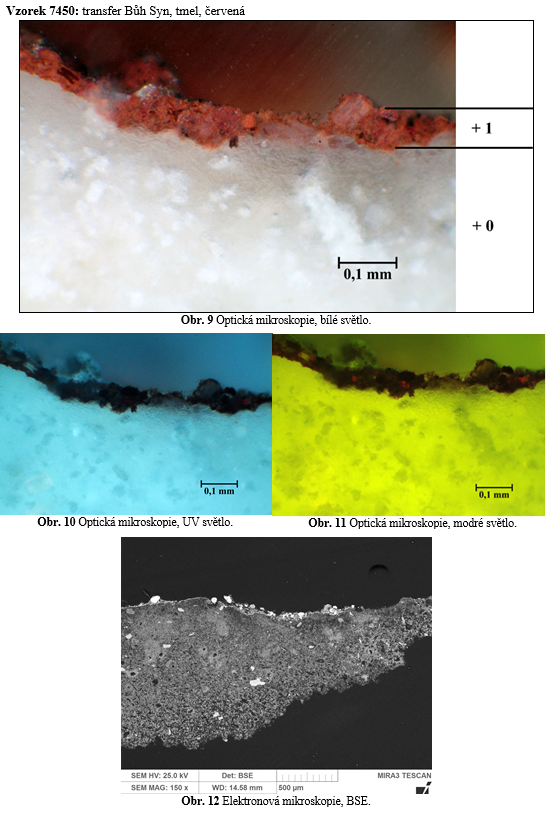 Vzorek 7450: transfer Bůh Syn, tmel, červená
+ 1
+ 0
0,1 mm
Obr. 9 Optická mikroskopie, bílé světlo.
0,1 mm
0,1 mm
Obr. 10 Optická mikroskopie, UV světlo.
Obr. 11 Optická mikroskopie, modré světlo.
SEM HV: 25.0 kV Det: BSE MIRA3 TESCAN
SEM MAG: 150 x WD: 14.58 mm 500 µm
Obr. 12 Elektronová mikroskopie, BSE.